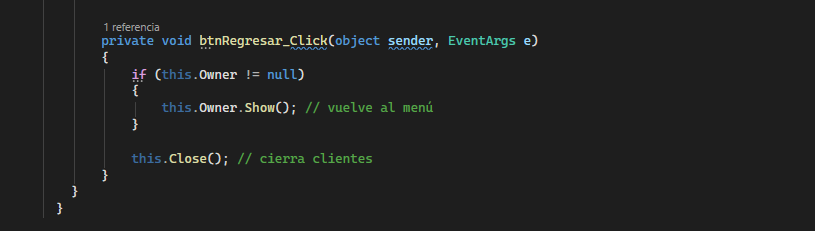 1 referencia
private void btnRegresar_Click(object sender, EventArgs e)
{
if (this.Owner != null)
{
this.Owner.Show(); // vuelve al menú
}
this.Close(); // cierra clientes
}
}
}